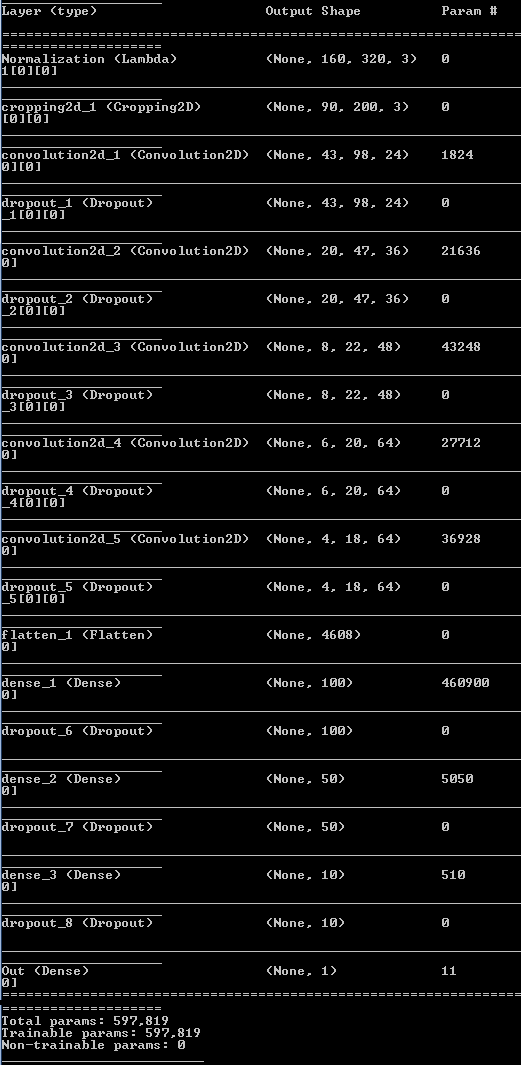 Layer (type) Output Shape Param #
=================================================================
====================
Normalization (Lambda) (None, 160, 320, 3) 0
1[0][0]
cropping2d_1 (Cropping2D) (None, 90, 200, 3) 0
[0][0]
convolution2d_1 (Convolution2D) (None, 43, 98, 24) 1824
0][0]
dropout_1 (Dropout) (None, 43, 98, 24) 0
_1[0][0]
convolution2d_2 (Convolution2D) (None, 20, 47, 36) 21636
0]
dropout_2 (Dropout) (None, 20, 47, 36) 0
_2[0][0]
convolution2d_3 (Convolution2D) (None, 8, 22, 48) 43248
0]
dropout_3 (Dropout) (None, 8, 22, 48) 0
_3[0][0]
convolution2d_4 (Convolution2D) (None, 6, 20, 64) 27712
0]
dropout_4 (Dropout) (None, 6, 20, 64) 0
_4[0][0]
convolution2d_5 (Convolution2D) (None, 4, 18, 64) 36928
0]
dropout_5 (Dropout) (None, 4, 18, 64) 0
_5[0][0]
flatten_1 (Flatten) (None, 4608) 0
0]
dense_1 (Dense) (None, 100) 460900
0]
dropout_6 (Dropout) (None, 100) 0
dense_2 (Dense) (None, 50) 5050
0]
dropout_7 (Dropout) (None, 50) 0
dense_3 (Dense) (None, 10) 510
0]
dropout_8 (Dropout) (None, 10) 0
Out (Dense) (None, 1) 11
0]
=================================================================
====================
Total params: 597,819
Trainable params: 597,819
Non-trainable params: 0